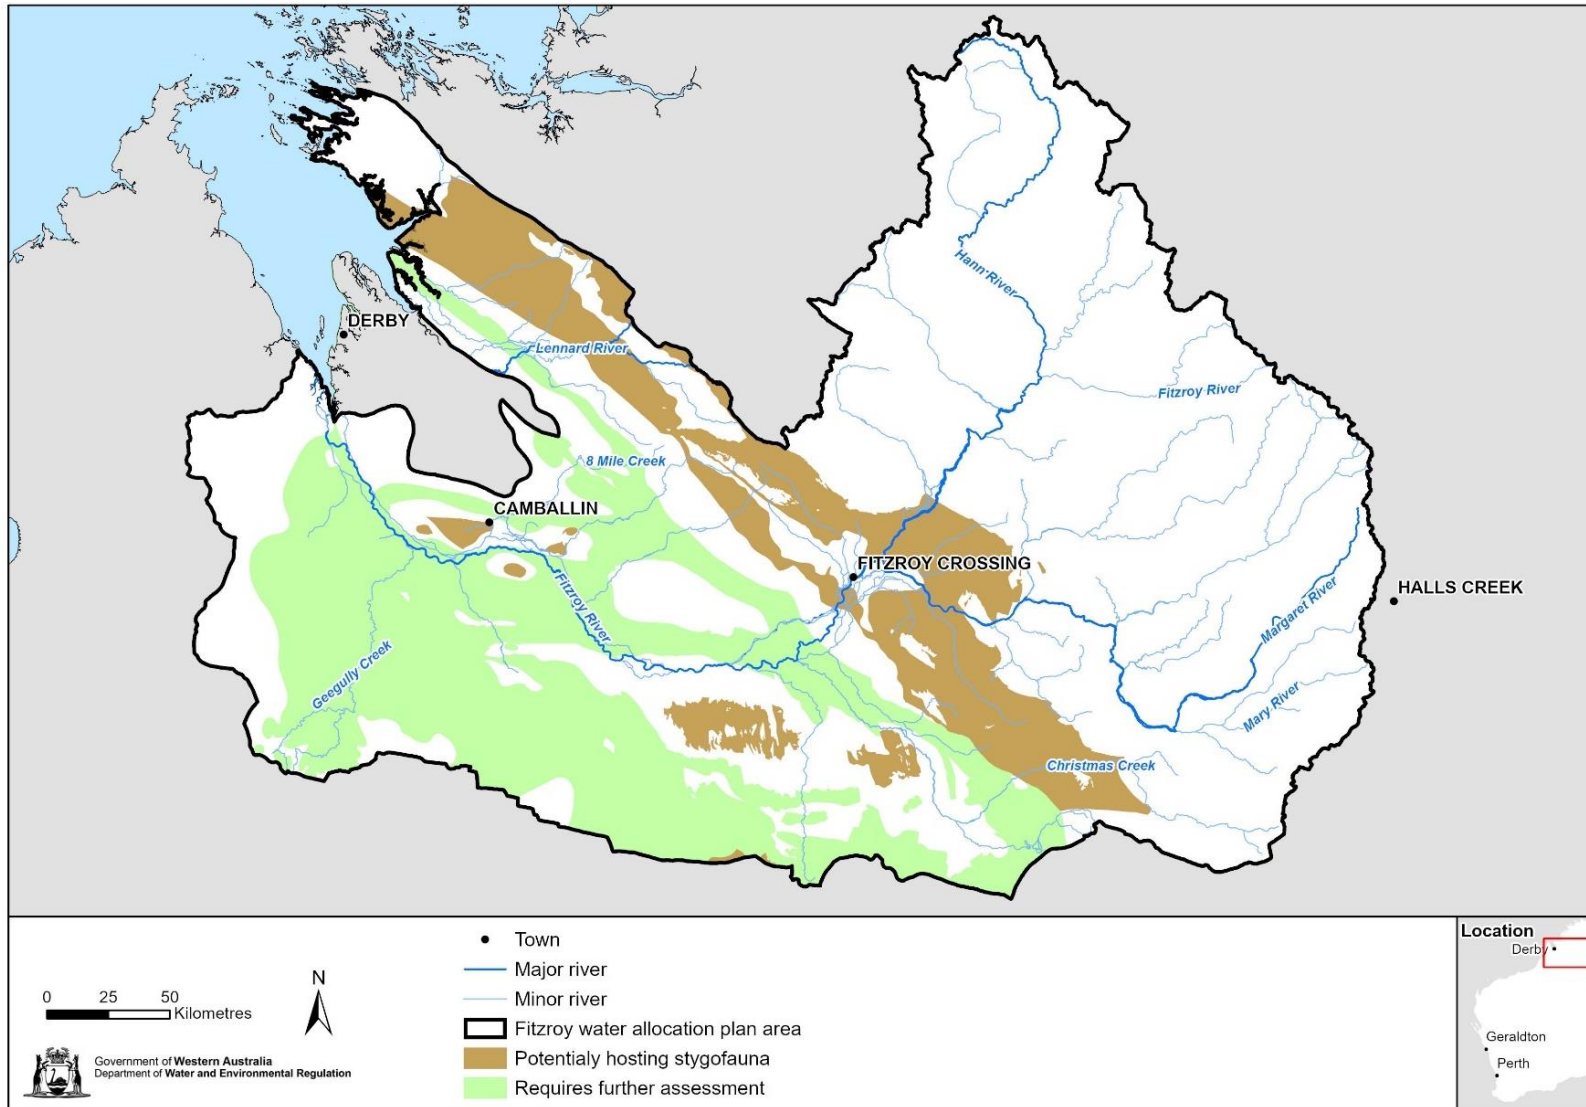 DERBY
Hann River
Lennard River
Fitzroy River
8 Mile Creek
CAMBALLIN
FITZROY CROSSING
HALLS CREEK
Fitzroy River
Margaret River
Geegully Creek
Mary River
Christmas Creek
Town
Major river
Minor river
Fitzroy water allocation plan area
Potentialy hosting stygofauna
Requires further assessment
0 25 50
Kilometres
N
Government of Western Australia
Department of Water and Environmental Regulation
Location
Derby
Geraldton
Perth